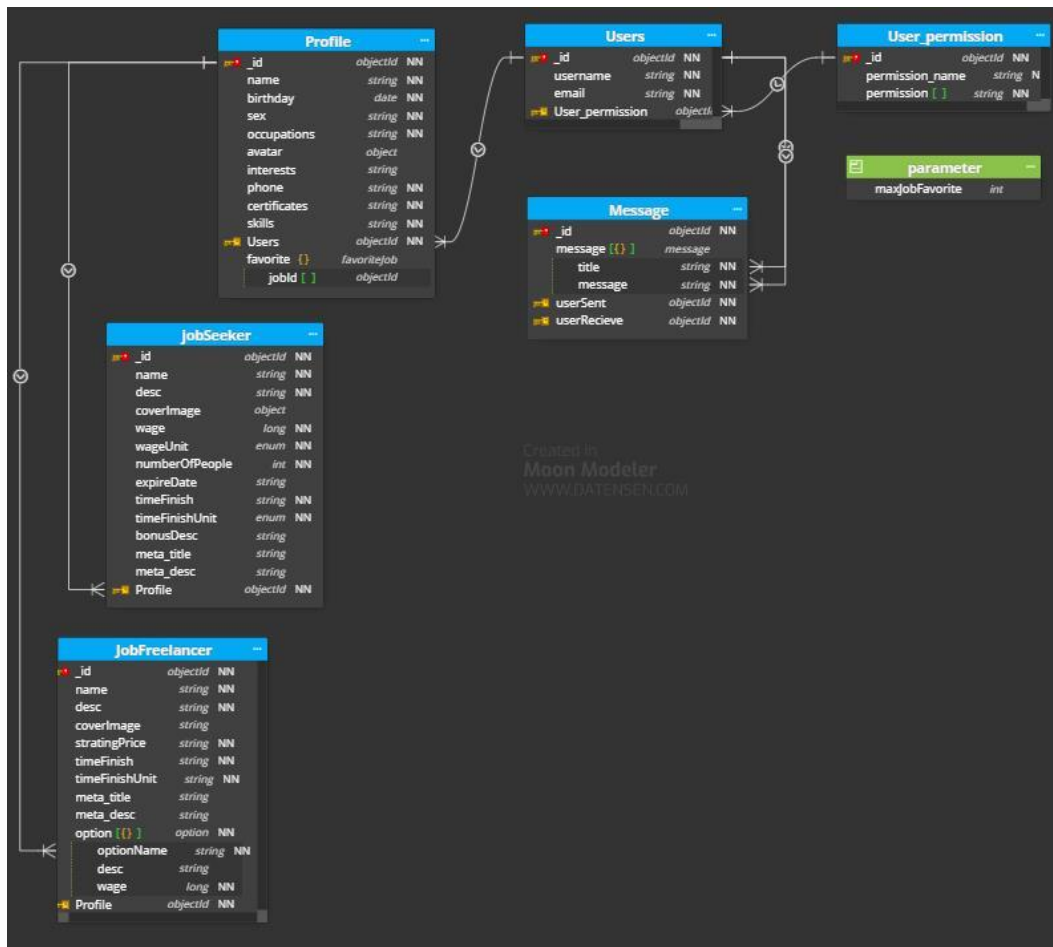 Profile
_id objectId NN
name string NN
birthday date NN
sex string NN
occupations string NN
avatar object
interests string
phone string NN
certificates string NN
skills string NN
Users objectId NN
favorite {} favoriteJob
jobId [ ] objectId
Users
_id objectId NN
username string NN
email string NN
User_permission objectI
User_permission
_id objectId NN
permission_name string N
permission [ ] string NN
parameter
maxJobFavorite int
Message
_id objectId NN
message [{} ] message
title string NN
message string NN
userSent objectId NN
userRecieve objectId NN
JobSeeker
_id objectId NN
name string NN
desc string NN
coverImage object
wage long NN
wageUnit enum NN
numberOfPeople int NN
expireDate string
timeFinish string NN
timeFinishUnit enum NN
bonusDesc string
meta_title string
meta_desc string
Profile objectId NN
Created in
Moon Modeler
WWW.DATENSEN.COM
JobFreelancer
_id objectId NN
name string NN
desc string NN
coverImage string
stratingPrice string NN
timeFinish string NN
timeFinishUnit string NN
meta_title string
meta_desc string
option [{} ] option NN
optionName string NN
desc string
wage long NN
Profile objectId NN